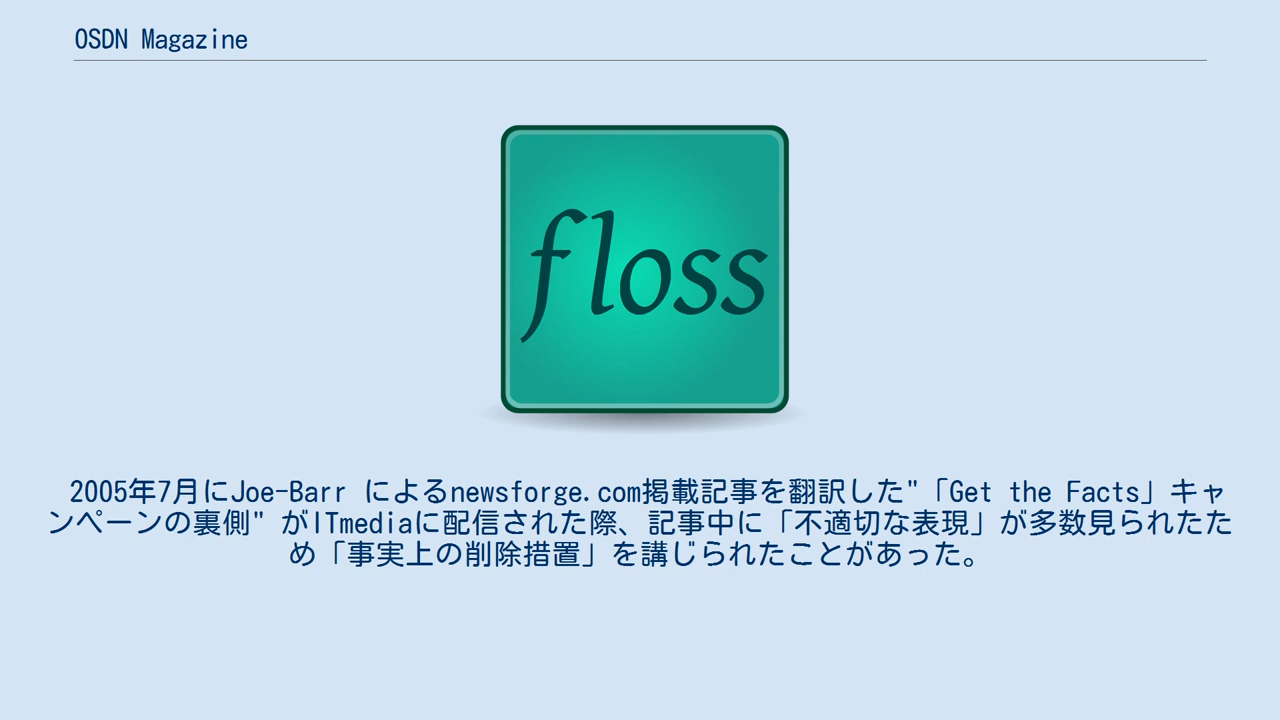 OSDN Magazine
floss
2005年7月にJoe-Barr によるnewsforge.com掲載記事を翻訳した"「Get the Facts」キャ
ンペーンの裏側" がITmediaに配信された際、記事中に「不適切な表現」が多数見られたた
め「事実上の削除措置」を講じられたことがあった。